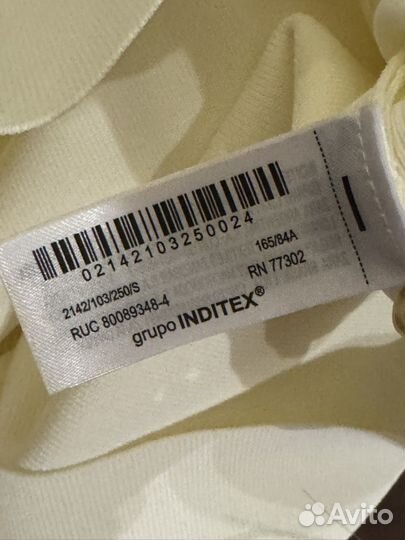 02142103250024
2142/103/250/S 165/84A
RUC 80089348-4 RN 77302
grupo INDITEX®
Avito